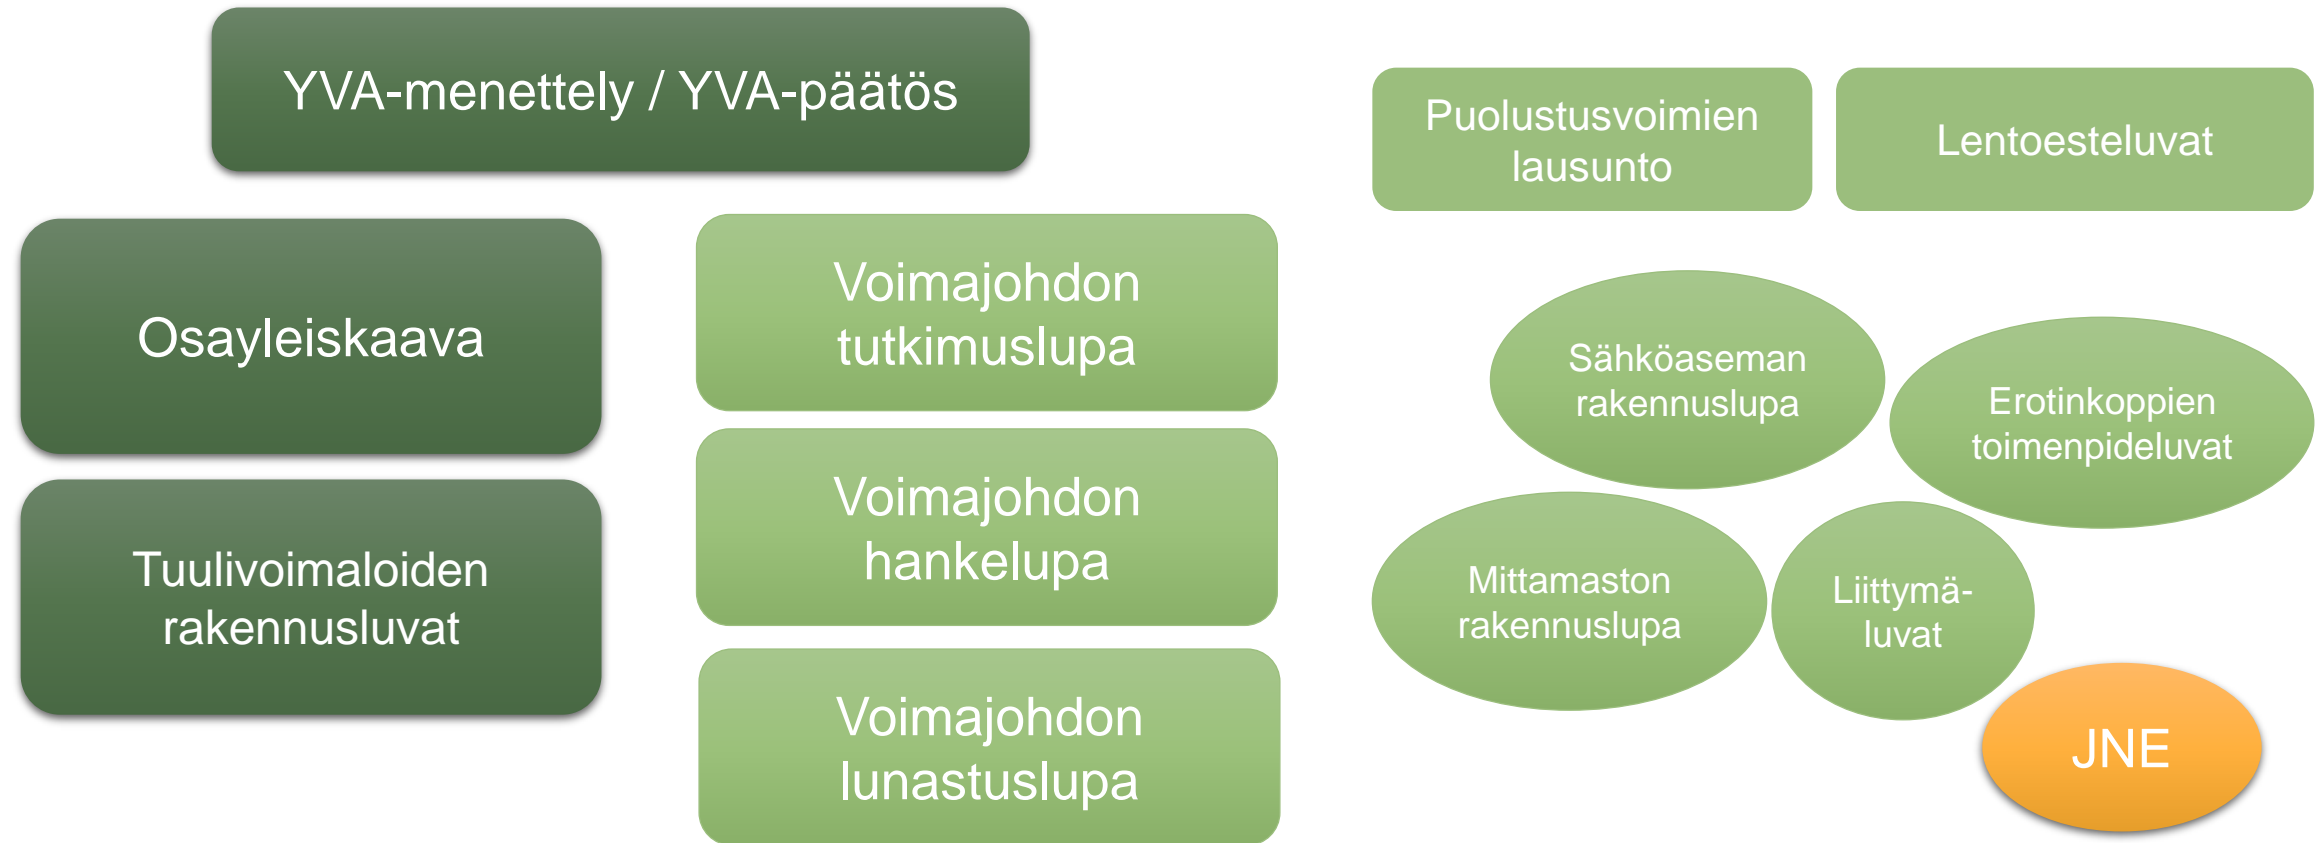 YVA-menettely / YVA-päätös
Osayleiskaava
Tuulivoimaloiden
rakennusluvat
Voimajohdon
tutkimuslupa
Voimajohdon
hankelupa
Voimajohdon
lunastuslupa
Puolustusvoimien
lausunto
Lentoesteluvat
Sähköaseman
rakennuslupa
Erotinkoppien
toimenpideluvat
Mittamaston
rakennuslupa
Liittymä-
luvat
JNE